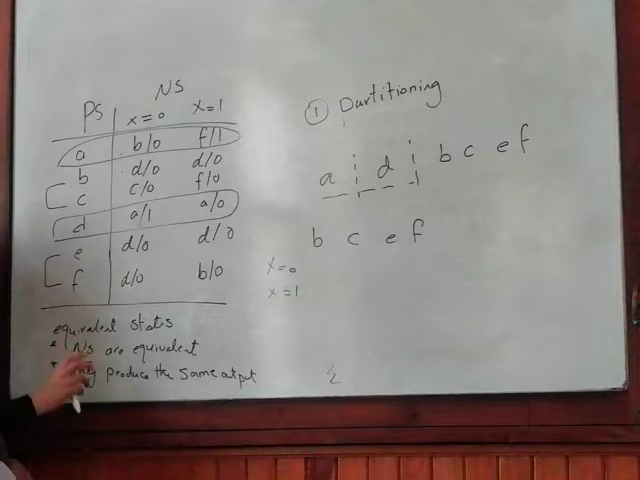 NS
PS x=0 x=1
a b/0 f/1
b d/0 d/0
c c/0 f/0
d a/1 a/0
e d/0 d/0
f d/0 b/0
equivalent states
* NS are equivalent
* produce the same output
① Partitioning
a d b c e f
b c e f
x=0
x=1